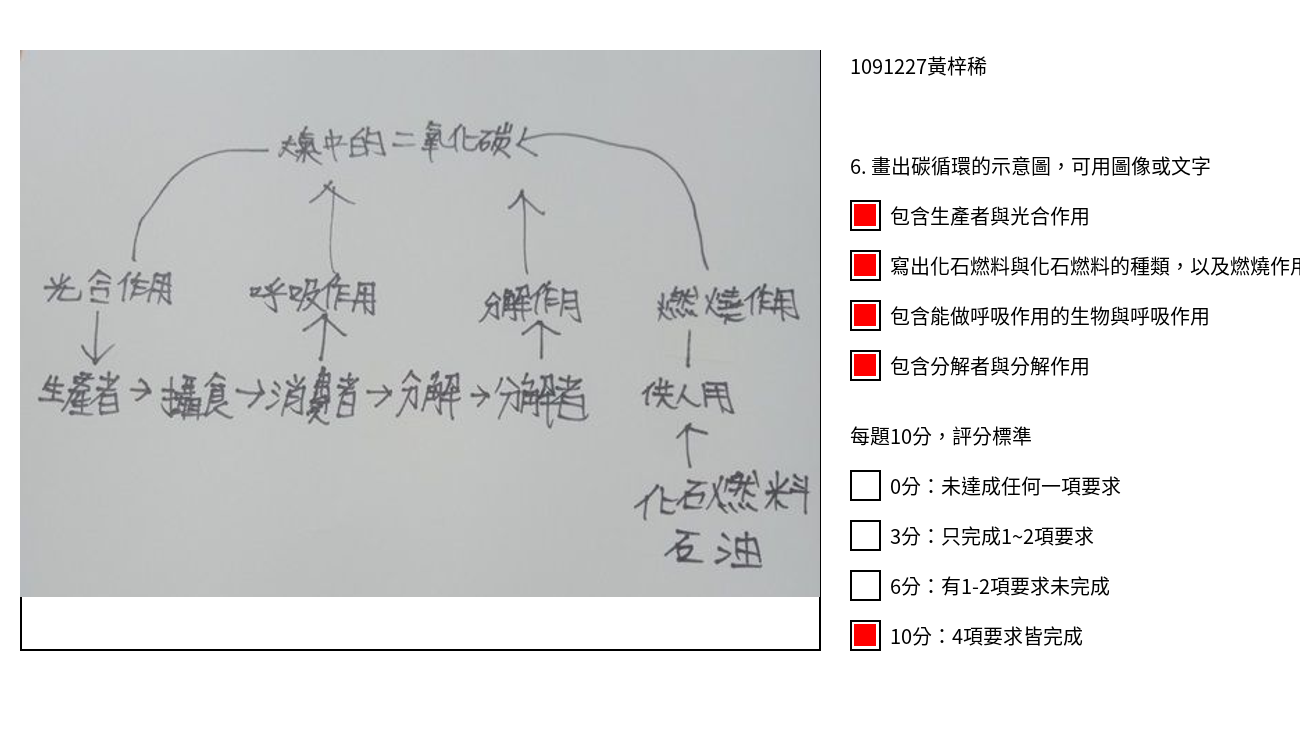 1091227黃梓稀
6. 畫出碳循環的示意圖，可用圖像或文字
包含生產者與光合作用
寫出化石燃料與化石燃料的種類，以及燃燒作用
包含能做呼吸作用的生物與呼吸作用
包含分解者與分解作用
每題10分，評分標準
0分：未達成任何一項要求
3分：只完成1~2項要求
6分：有1-2項要求未完成
10分：4項要求皆完成
大氣中的二氧化碳
光合作用 呼吸作用 分解作用 燃燒作用
生產者→攝食→消費者→分解→分解者 供人用
化石燃料
石油